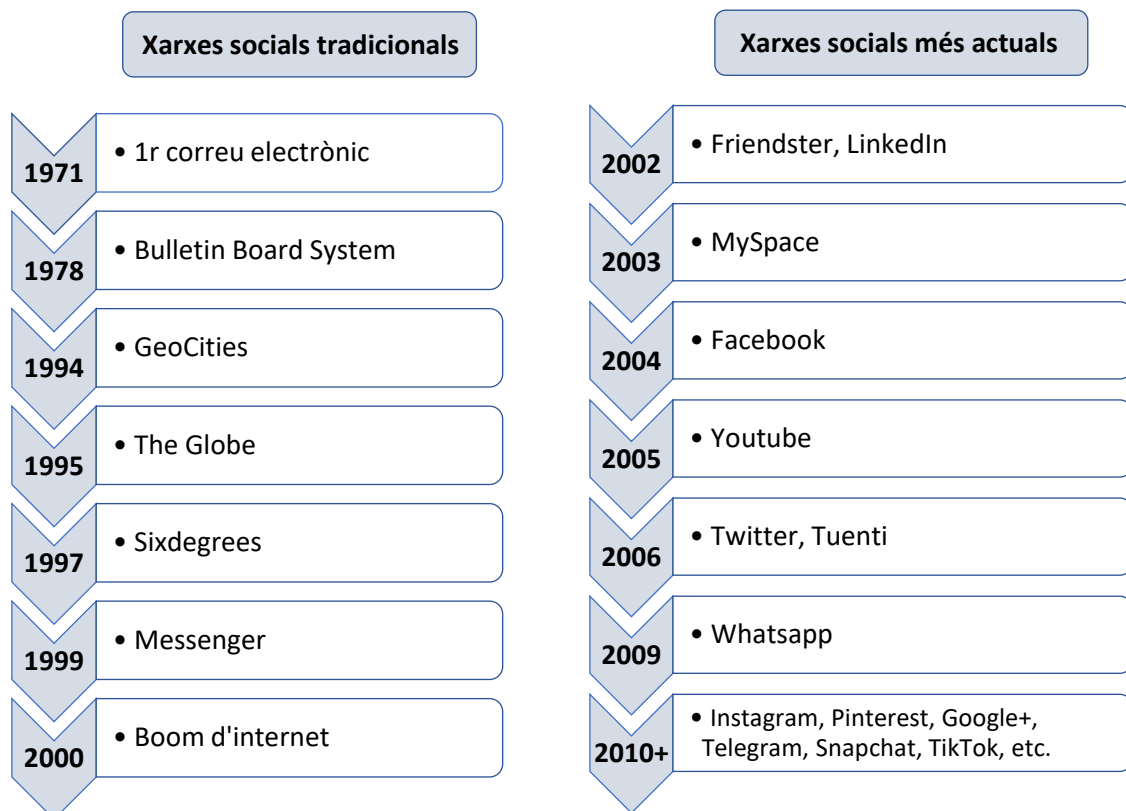 Xarxes socials tradicionals
1971
• 1r correu electrònic
1978
• Bulletin Board System
1994
• GeoCities
1995
• The Globe
1997
• Sixdegrees
1999
• Messenger
2000
• Boom d'internet
Xarxes socials més actuals
2002
• Friendster, LinkedIn
2003
• MySpace
2004
• Facebook
2005
• Youtube
2006
• Twitter, Tuenti
2009
• Whatsapp
2010+
• Instagram, Pinterest, Google+,
Telegram, Snapchat, TikTok, etc.